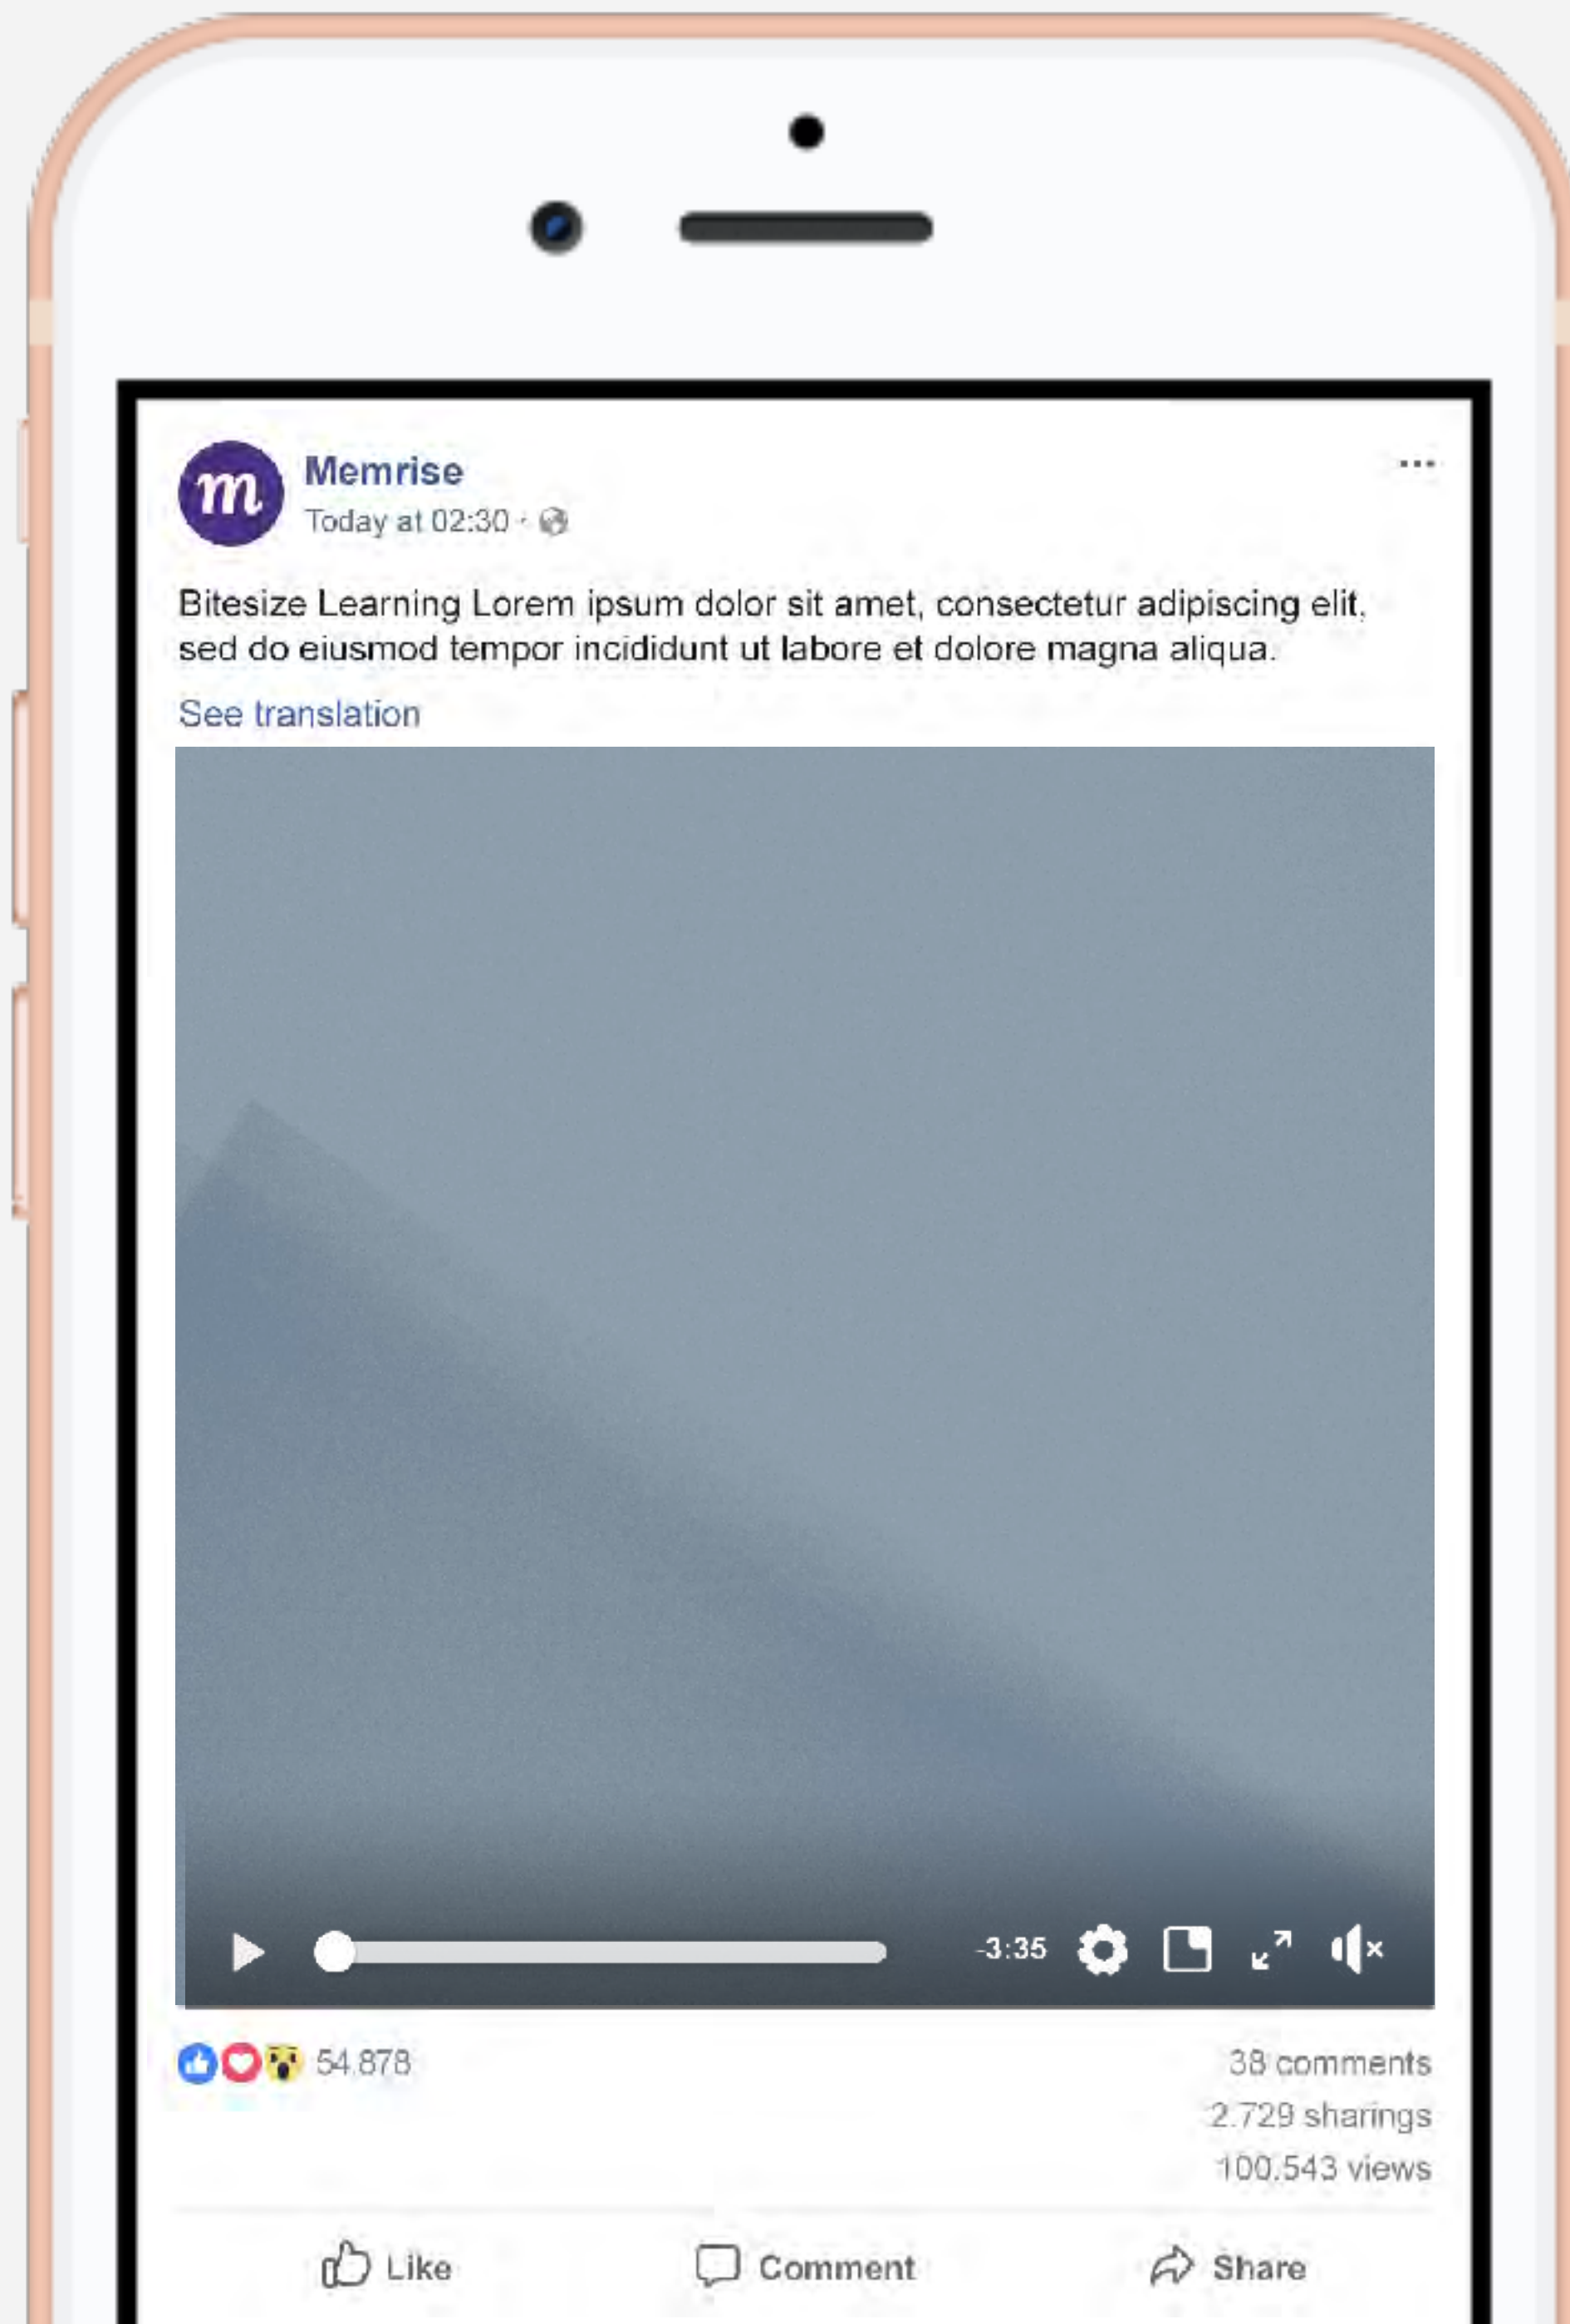 m
Memrise
Today at 02:30 ·
Bitesize Learning Lorem ipsum dolor sit amet, consectetur adipiscing elit,
sed do eiusmod tempor incididunt ut labore et dolore magna aliqua.
See translation
-3:35
54.878
38 comments
2.729 sharings
100.543 views
Like
Comment
Share